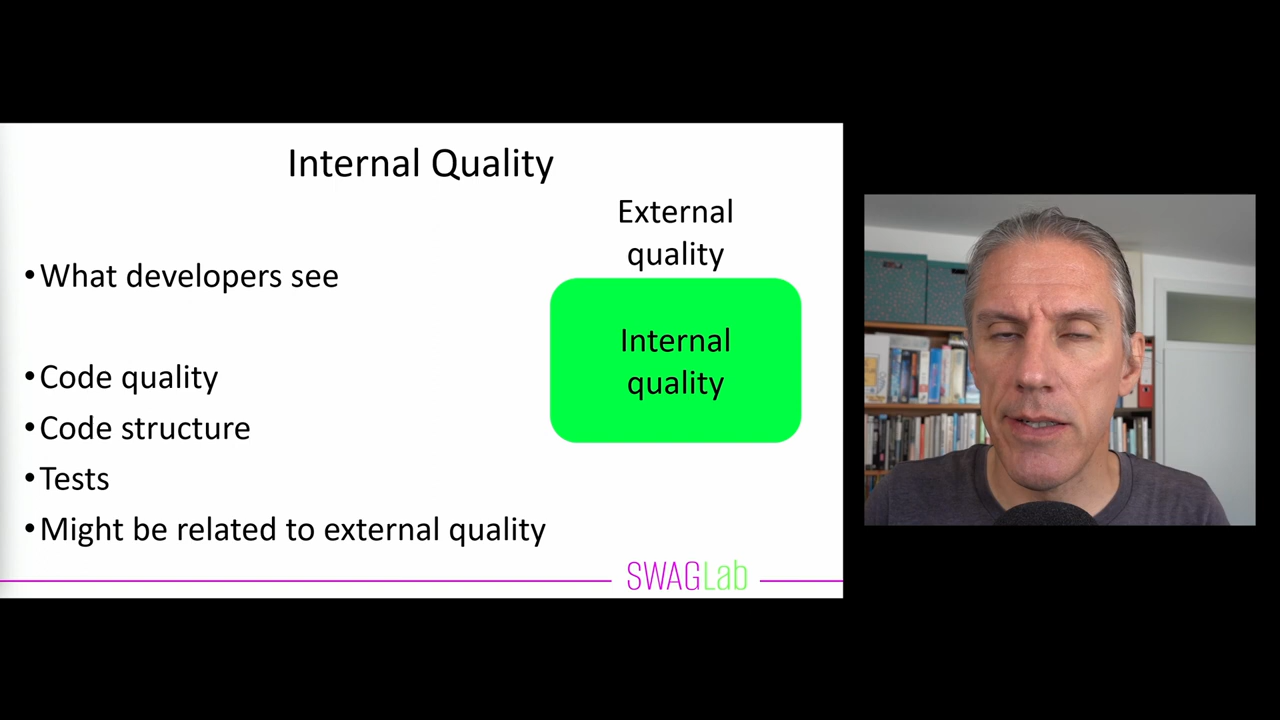 Internal Quality
• What developers see
• Code quality
• Code structure
• Tests
• Might be related to external quality
External
quality
Internal
quality
SWAGLab